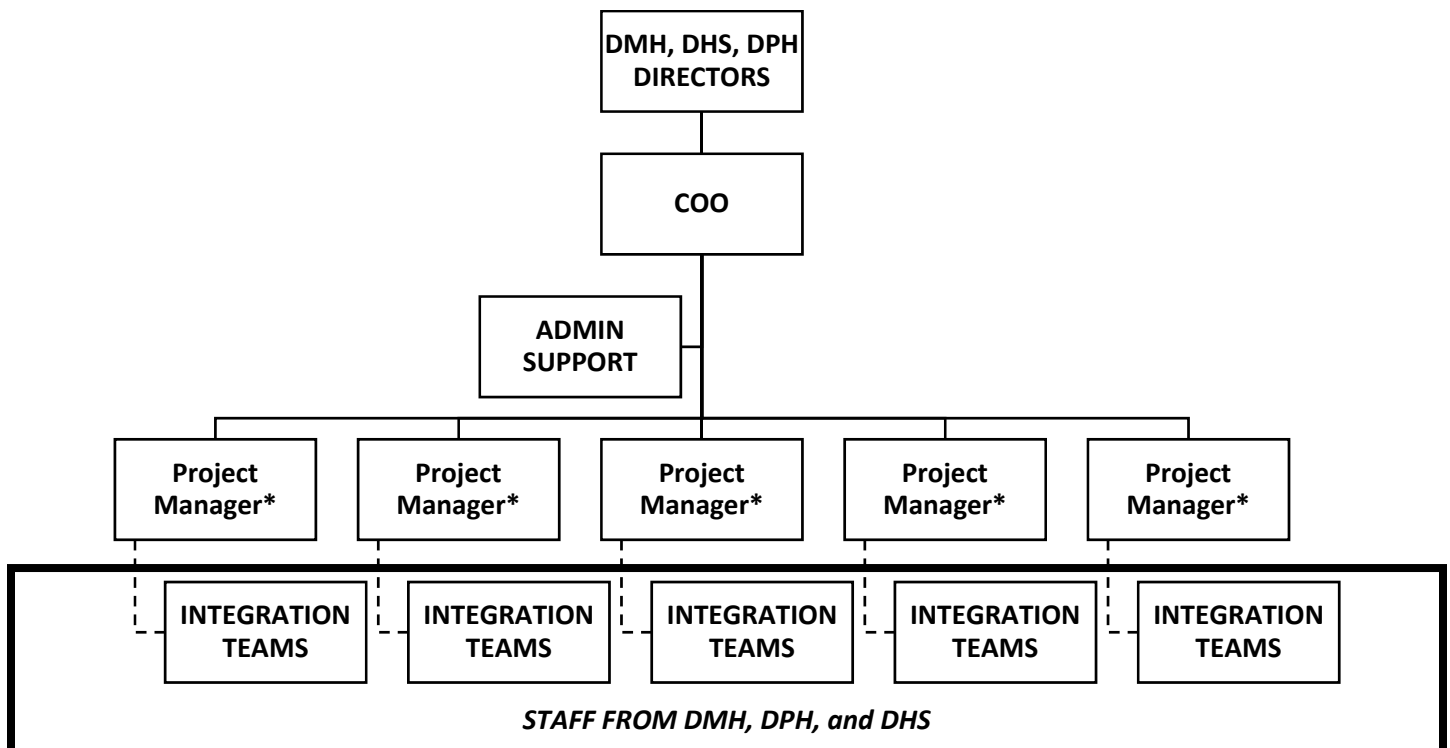 DMH, DHS, DPH
DIRECTORS
COO
ADMIN
SUPPORT
Project
Manager*
Project
Manager*
Project
Manager*
Project
Manager*
Project
Manager*
INTEGRATION
TEAMS
INTEGRATION
TEAMS
INTEGRATION
TEAMS
INTEGRATION
TEAMS
INTEGRATION
TEAMS
STAFF FROM DMH, DPH, and DHS